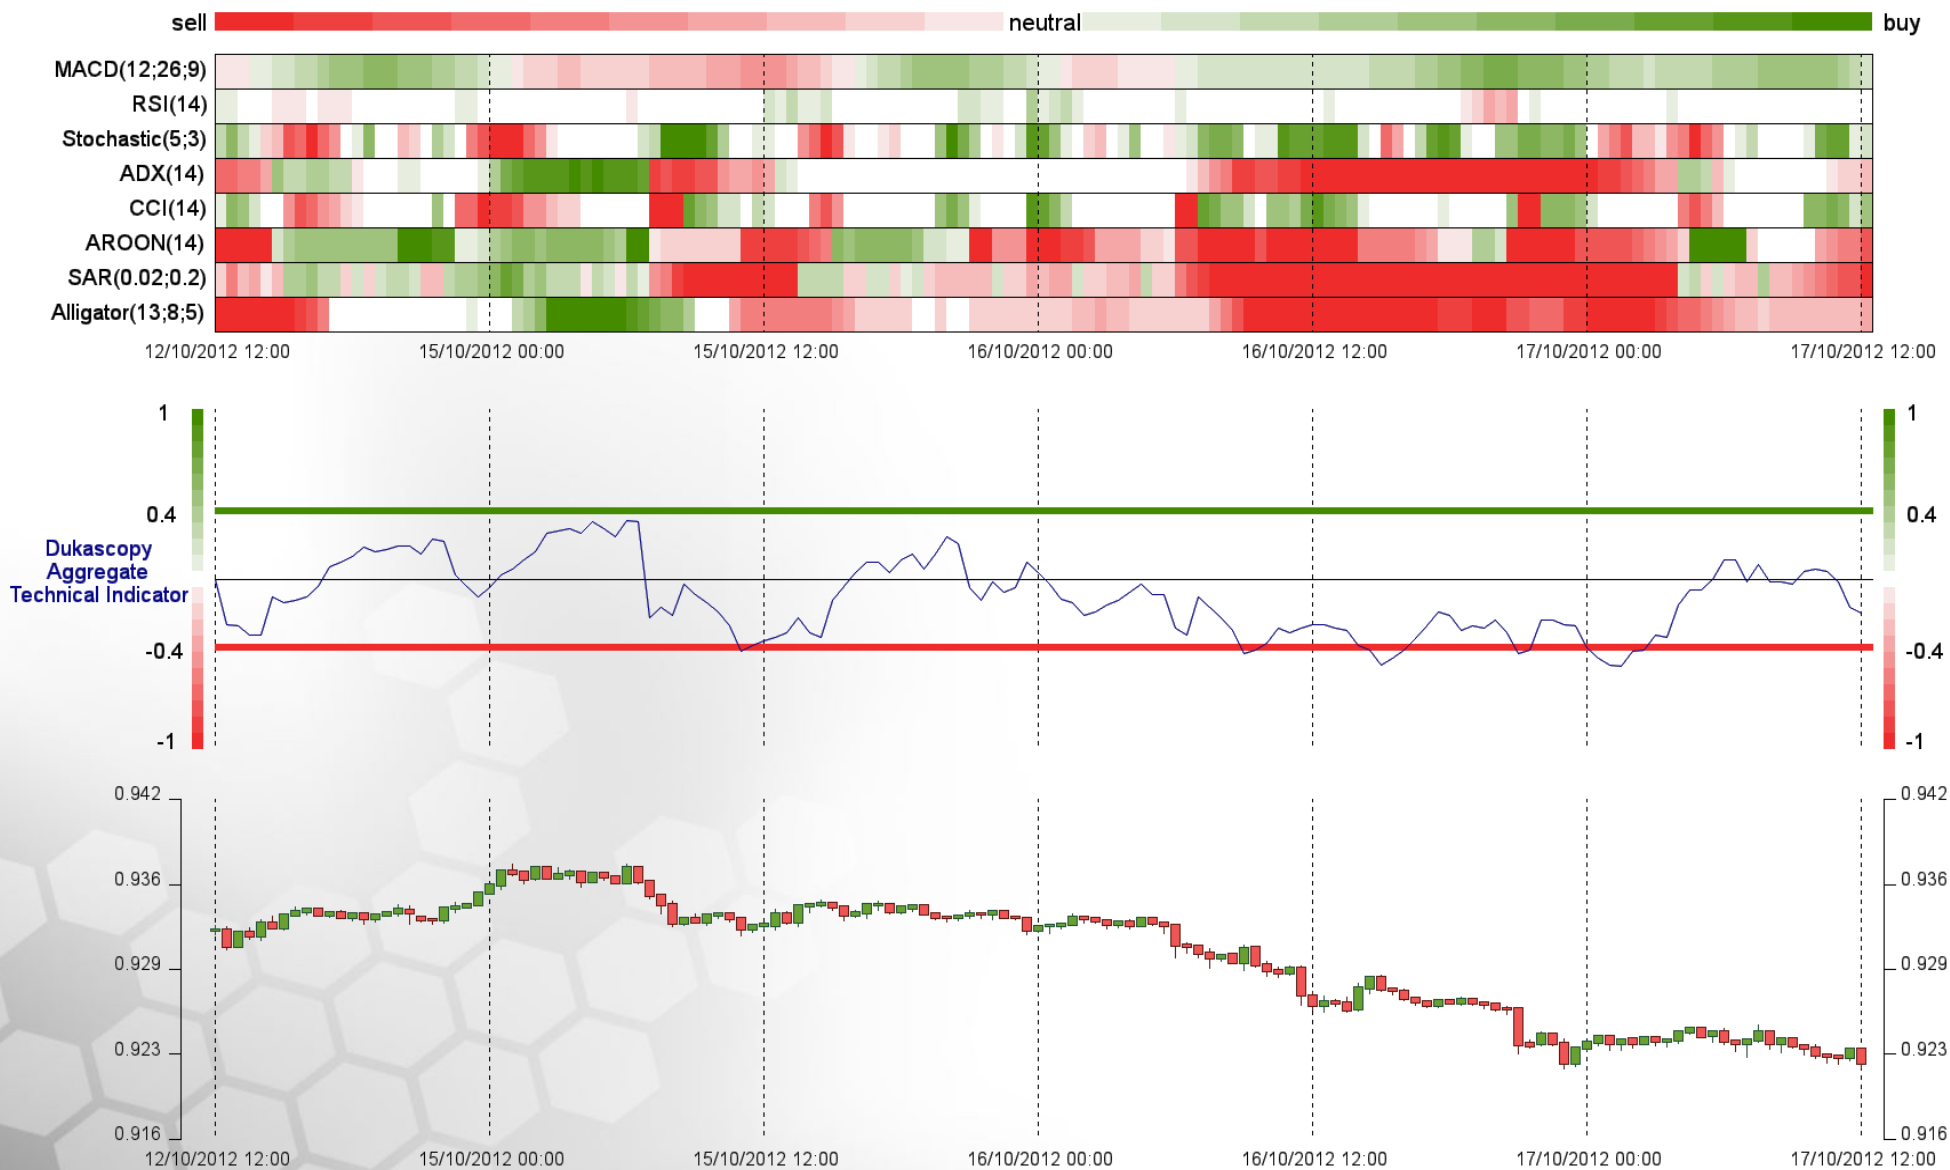 sell neutral buy
MACD(12;26;9)
RSI(14)
Stochastic(5;3)
ADX(14)
CCI(14)
AROON(14)
SAR(0.02;0.2)
Alligator(13;8;5)
12/10/2012 12:00 15/10/2012 00:00 15/10/2012 12:00 16/10/2012 00:00 16/10/2012 12:00 17/10/2012 00:00 17/10/2012 12:00
1 1
0.4 0.4
Dukascopy
Aggregate
Technical Indicator
-0.4 -0.4
-1 -1
0.942 0.942
0.936 0.936
0.929 0.929
0.923 0.923
0.916 0.916
12/10/2012 12:00 15/10/2012 00:00 15/10/2012 12:00 16/10/2012 00:00 16/10/2012 12:00 17/10/2012 00:00 17/10/2012 12:00